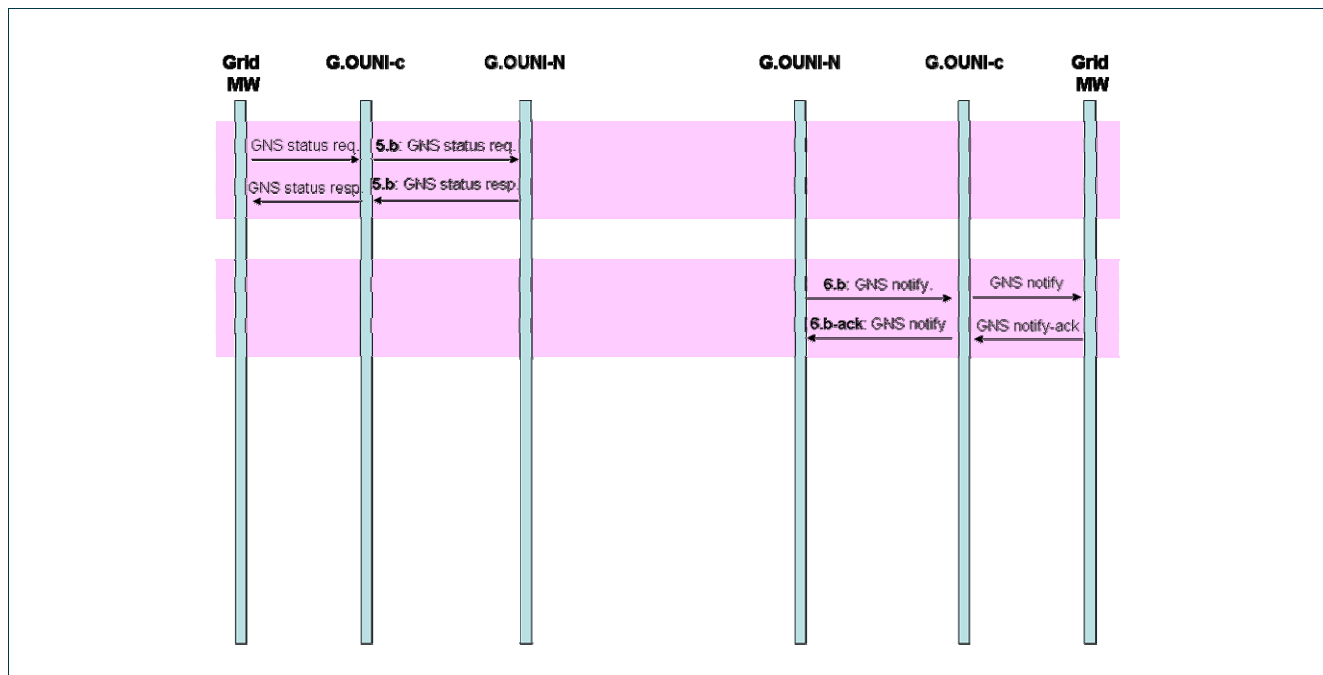 Grid G.OUNI-c G.OUNI-N G.OUNI-N G.OUNI-c Grid
MW MW
GNS status req. 5.b: GNS status req.
GNS status resp. 5.b: GNS status resp.
6.b: GNS notify. GNS notify
6.b-ack: GNS notify GNS notify-ack